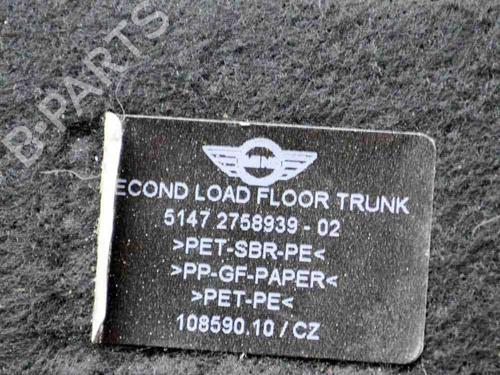 B-PARTS
ECOND LOAD FLOOR TRUNK
5147 2758939 - 02
>PET-SBR-PE<
>PP-GF-PAPER<
>PET-PE<
108590.10 / CZ